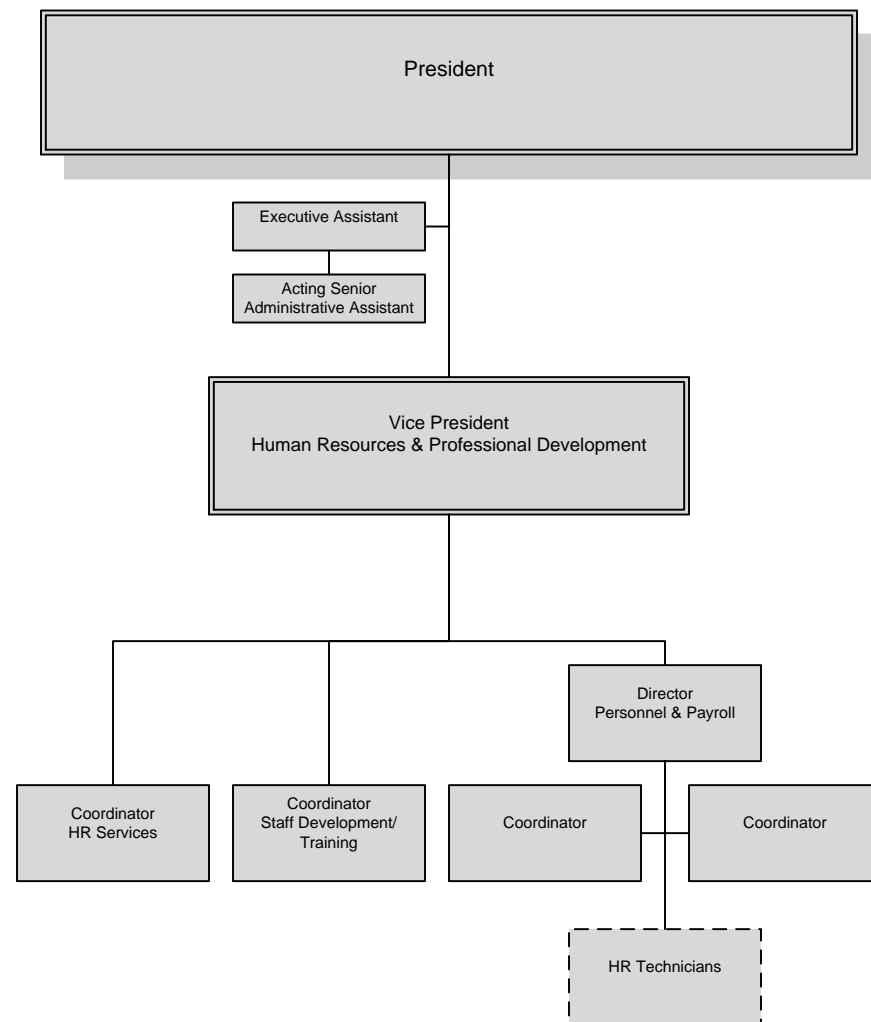 President
Executive Assistant
Acting Senior
Administrative Assistant
Vice President
Human Resources & Professional Development
Director
Personnel & Payroll
Coordinator
HR Services
Coordinator
Staff Development/
Training
Coordinator
Coordinator
HR Technicians